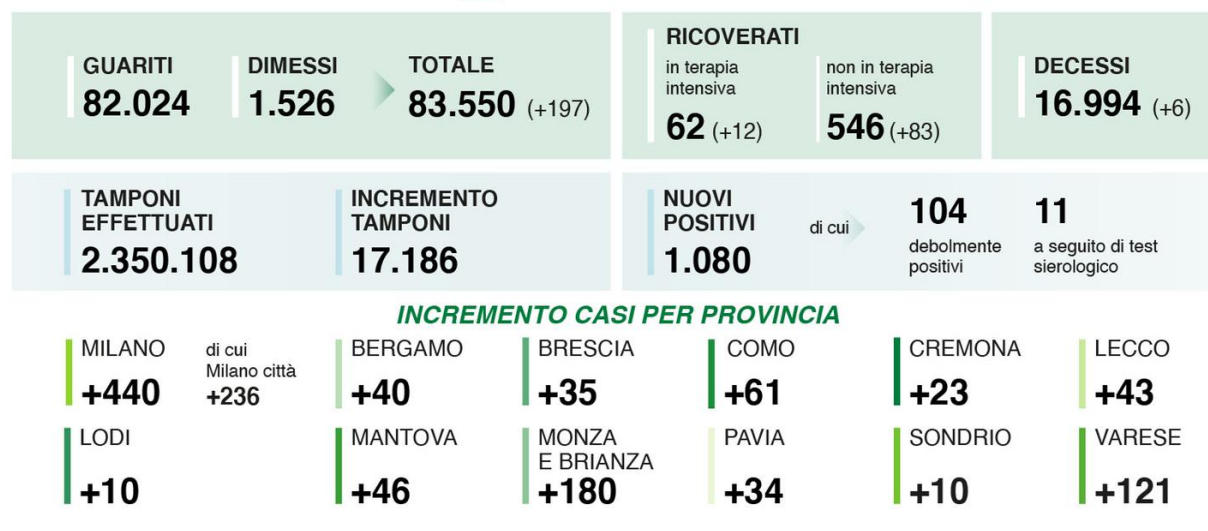 GUARITI
82.024
DIMESSI
1.526
TOTALE
83.550 (+197)
RICOVERATI
in terapia
intensiva
62 (+12)
non in terapia
intensiva
546 (+83)
DECESSI
16.994 (+6)
TAMPONI
EFFETTUATI
2.350.108
INCREMENTO
TAMPONI
17.186
NUOVI
POSITIVI
1.080
di cui
104
debolmente
positivi
11
a seguito di test
sierologico
INCREMENTO CASI PER PROVINCIA
MILANO
+440
di cui
Milano città
+236
BERGAMO
+40
BRESCIA
+35
COMO
+61
CREMONA
+23
LECCO
+43
LODI
+10
MANTOVA
+46
MONZA
E BRIANZA
+180
PAVIA
+34
SONDRIO
+10
VARESE
+121